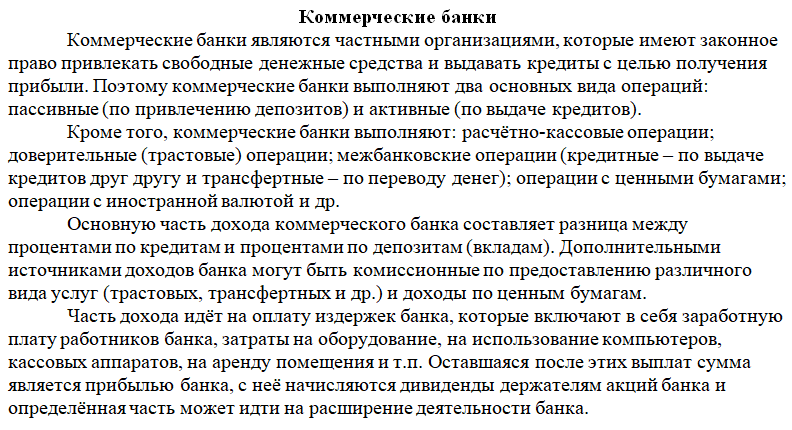 Коммерческие банки
Коммерческие банки являются частными организациями, которые имеют законное
право привлекать свободные денежные средства и выдавать кредиты с целью получения
прибыли. Поэтому коммерческие банки выполняют два основных вида операций:
пассивные (по привлечению депозитов) и активные (по выдаче кредитов).
Кроме того, коммерческие банки выполняют: расчётно-кассовые операции;
доверительные (трастовые) операции; межбанковские операции (кредитные – по выдаче
кредитов друг другу и трансфертные – по переводу денег); операции с ценными бумагами;
операции с иностранной валютой и др.
Основную часть дохода коммерческого банка составляет разница между
процентами по кредитам и процентами по депозитам (вкладам). Дополнительными
источниками доходов банка могут быть комиссионные по предоставлению различного
вида услуг (трастовых, трансфертных и др.) и доходы по ценным бумагам.
Часть дохода идёт на оплату издержек банка, которые включают в себя заработную
плату работников банка, затраты на оборудование, на использование компьютеров,
кассовых аппаратов, на аренду помещения и т.п. Оставшаяся после этих выплат сумма
является прибылью банка, с неё начисляются дивиденды держателям акций банка и
определённая часть может идти на расширение деятельности банка.